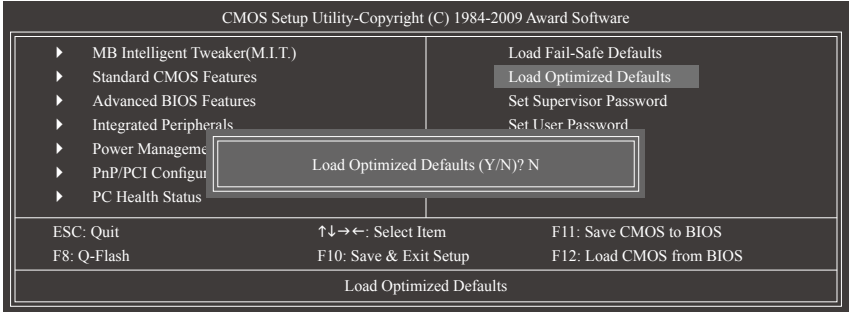 CMOS Setup Utility-Copyright (C) 1984-2009 Award Software
MB Intelligent Tweaker(M.I.T.)
Standard CMOS Features
Advanced BIOS Features
Integrated Peripherals
Power Manageme
PnP/PCI Configur
PC Health Status
Load Fail-Safe Defaults
Load Optimized Defaults
Set Supervisor Password
Set User Password
Load Optimized Defaults (Y/N)? N
ESC: Quit
↑↓→←: Select Item
F11: Save CMOS to BIOS
F8: Q-Flash
F10: Save & Exit Setup
F12: Load CMOS from BIOS
Load Optimized Defaults